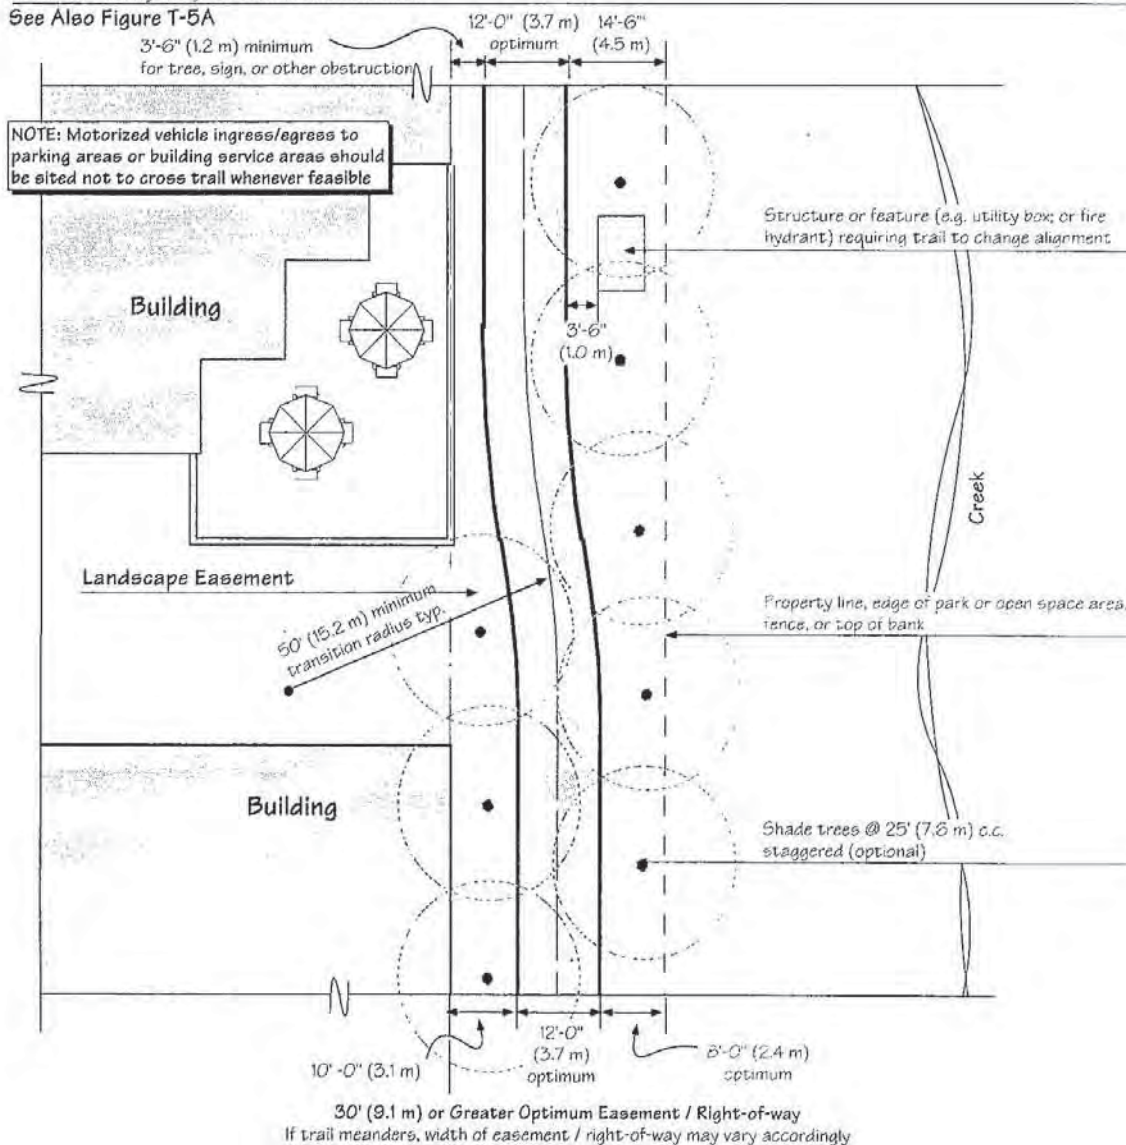 See Also Figure T-5A
3'-6" (1.2 m) minimum
for tree, sign, or other obstruction
12'-0" (3.7 m)
optimum
14'-6"
(4.5 m)
NOTE: Motorized vehicle ingress/egress to
parking areas or building service areas should
be sited not to cross trail whenever feasible
Structure or feature (e.g. utility box, or fire
hydrant) requiring trail to change alignment
Building
3'-6"
(1.0 m)
Creek
Landscape Easement
50' (15.2 m) minimum
transition radius typ.
Property line, edge of park or open space area,
fence, or top of bank
Building
Shade trees @ 25' (7.6 m) c.c.
staggered (optional)
10'-0" (3.1 m)
12'-0"
(3.7 m)
optimum
8'-0" (2.4 m)
optimum
30' (9.1 m) or Greater Optimum Easement / Right-of-way
If trail meanders, width of easement / right-of-way may vary accordingly